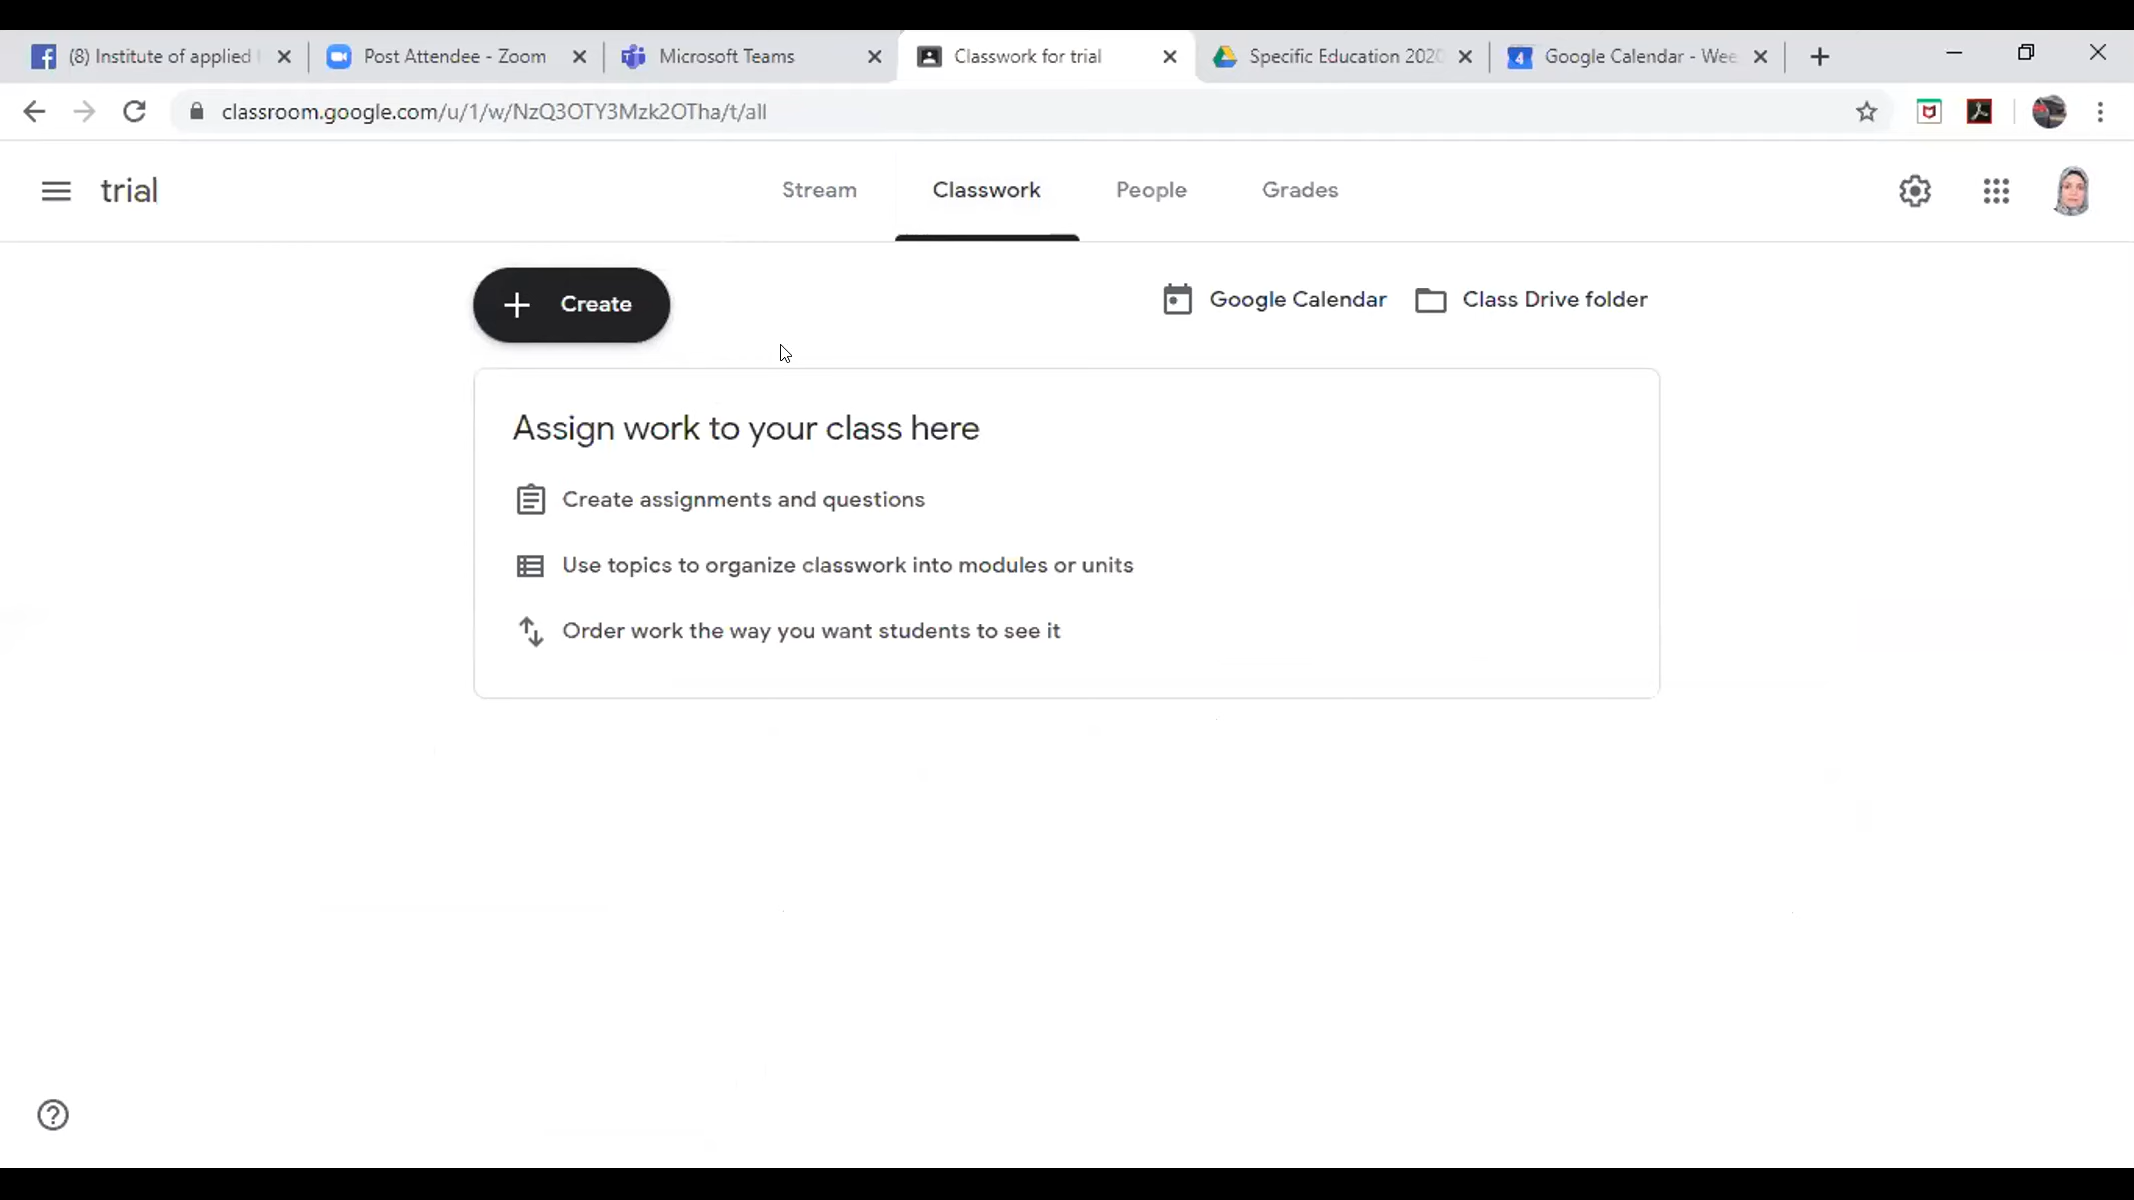 (8) Institute of applied
Post Attendee - Zoom
Microsoft Teams
Classwork for trial
Specific Education 2020
Google Calendar - Wee
classroom.google.com/u/1/w/NzQ3OTY3Mzk2OTha/t/all
trial
Stream
Classwork
People
Grades
Create
Google Calendar
Class Drive folder
Assign work to your class here
Create assignments and questions
Use topics to organize classwork into modules or units
Order work the way you want students to see it